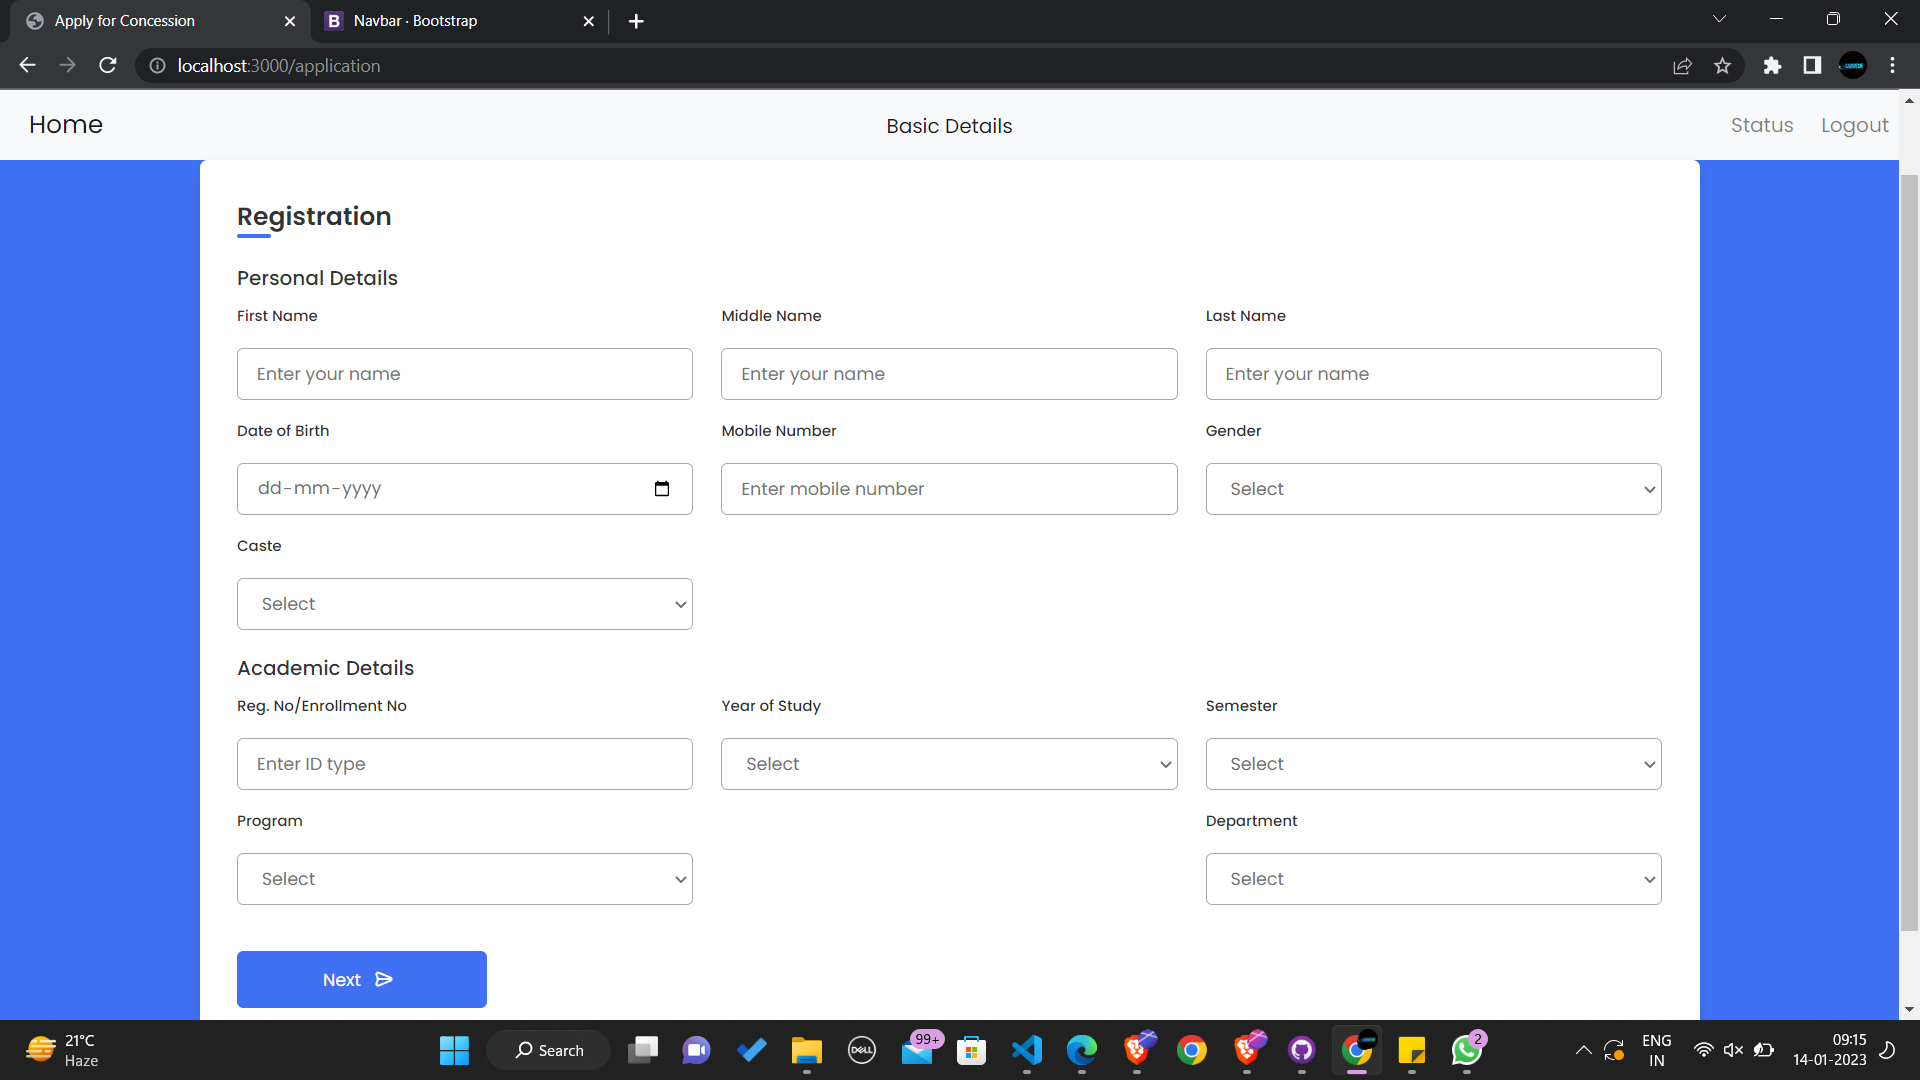 Apply for Concession
B Navbar · Bootstrap
localhost:3000/application
Home
Basic Details
Status Logout
Registration
Personal Details
First Name Middle Name Last Name
Enter your name Enter your name Enter your name
Date of Birth Mobile Number Gender
dd-mm-yyyy Enter mobile number Select
Caste
Select
Academic Details
Reg. No/Enrollment No Year of Study Semester
Enter ID type Select Select
Program Department
Select Select
Next
21°C
Haze
Search
DELL
99+
2
ENG
IN
09:15
14-01-2023